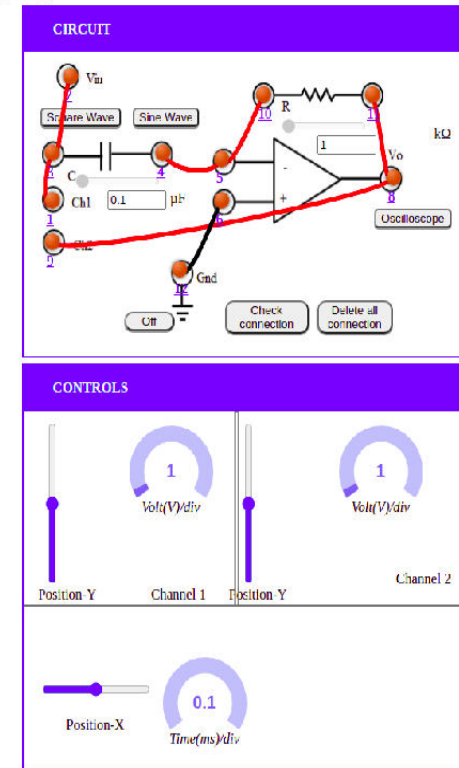 CIRCUIT
Vin
Square Wave Sine Wave
10 R 11
1 kΩ
3 C 4 5 - Vo
1 Ch1 0.1 µF 6 + 8
Oscilloscope
9 Ch2
12 Gnd
Off Check connection Delete all connection
CONTROLS
1 1
Volt(V)/div Volt(V)/div
Channel 2
Position-Y Channel 1 Position-Y
0.1
Position-X
Time(ms)/div